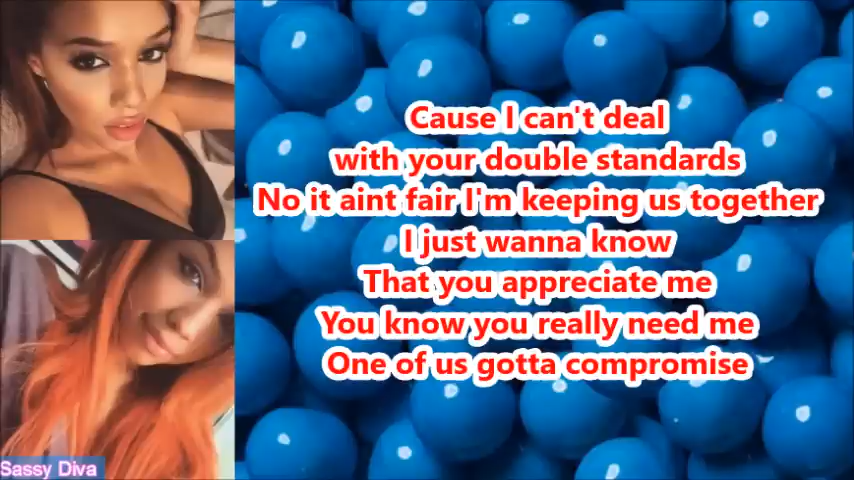 Cause I can't deal
with your double standards
No it aint fair I'm keeping us together
I just wanna know
That you appreciate me
You know you really need me
One of us gotta compromise
Sassy Diva